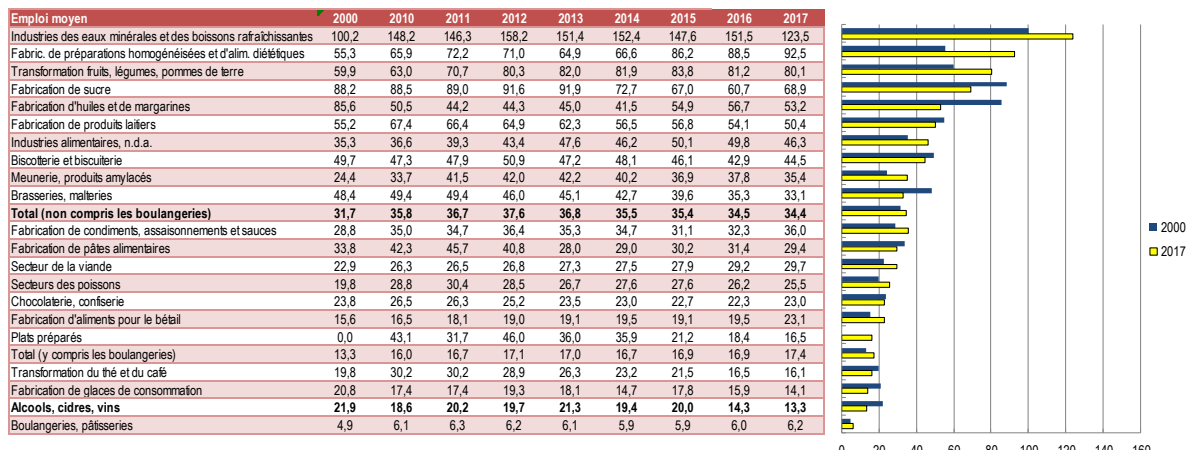 Emploi moyen 2000 2010 2011 2012 2013 2014 2015 2016 2017
Industries des eaux minérales et des boissons rafraîchissantes 100,2 148,2 146,3 158,2 151,4 152,4 147,6 151,5 123,5
Fabric. de préparations homogénéisées et d'alim. diététiques 55,3 65,9 72,2 71,0 64,9 66,6 86,2 88,5 92,5
Transformation fruits, légumes, pommes de terre 59,9 63,0 70,7 80,3 82,0 81,9 83,8 81,2 80,1
Fabrication de sucre 88,2 88,5 89,0 91,6 91,9 72,7 67,0 60,7 68,9
Fabrication d'huiles et de margarines 85,6 50,5 44,2 44,3 45,0 41,5 54,9 56,7 53,2
Fabrication de produits laitiers 55,2 67,4 66,4 64,9 62,3 56,5 56,8 54,1 50,4
Industries alimentaires, n.d.a. 35,3 36,6 39,3 43,4 47,6 46,2 50,1 49,8 46,3
Biscotterie et biscuiterie 49,7 47,3 47,9 50,9 47,2 48,1 46,1 42,9 44,5
Meunerie, produits amylacés 24,4 33,7 41,5 42,0 42,2 40,2 36,9 37,8 35,4
Brasseries, malteries 48,4 49,4 49,4 46,0 45,1 42,7 39,6 35,3 33,1
Total (non compris les boulangeries) 31,7 35,8 36,7 37,6 36,8 35,5 35,4 34,5 34,4
Fabrication de condiments, assaisonnements et sauces 28,8 35,0 34,7 36,4 35,3 34,7 31,1 32,3 36,0
Fabrication de pâtes alimentaires 33,8 42,3 45,7 40,8 28,0 29,0 30,2 31,4 29,4
Secteur de la viande 22,9 26,3 26,5 26,8 27,3 27,5 27,9 29,2 29,7
Secteurs des poissons 19,8 28,8 30,4 28,5 26,7 27,6 27,6 26,2 25,5
Chocolaterie, confiserie 23,8 26,5 26,3 25,2 23,5 23,0 22,7 22,3 23,0
Fabrication d'aliments pour le bétail 15,6 16,5 18,1 19,0 19,1 19,5 19,1 19,5 23,1
Plats préparés 0,0 43,1 31,7 46,0 36,0 35,9 21,2 18,4 16,5
Total (y compris les boulangeries) 13,3 16,0 16,7 17,1 17,0 16,7 16,9 16,9 17,4
Transformation du thé et du café 19,8 30,2 30,2 28,9 26,3 23,2 21,5 16,5 16,1
Fabrication de glaces de consommation 20,8 17,4 17,4 19,3 18,1 14,7 17,8 15,9 14,1
Alcools, cidres, vins 21,9 18,6 20,2 19,7 21,3 19,4 20,0 14,3 13,3
Boulangeries, pâtisseries 4,9 6,1 6,3 6,2 6,1 5,9 5,9 6,0 6,2
2000
2017
0 20 40 60 80 100 120 140 160